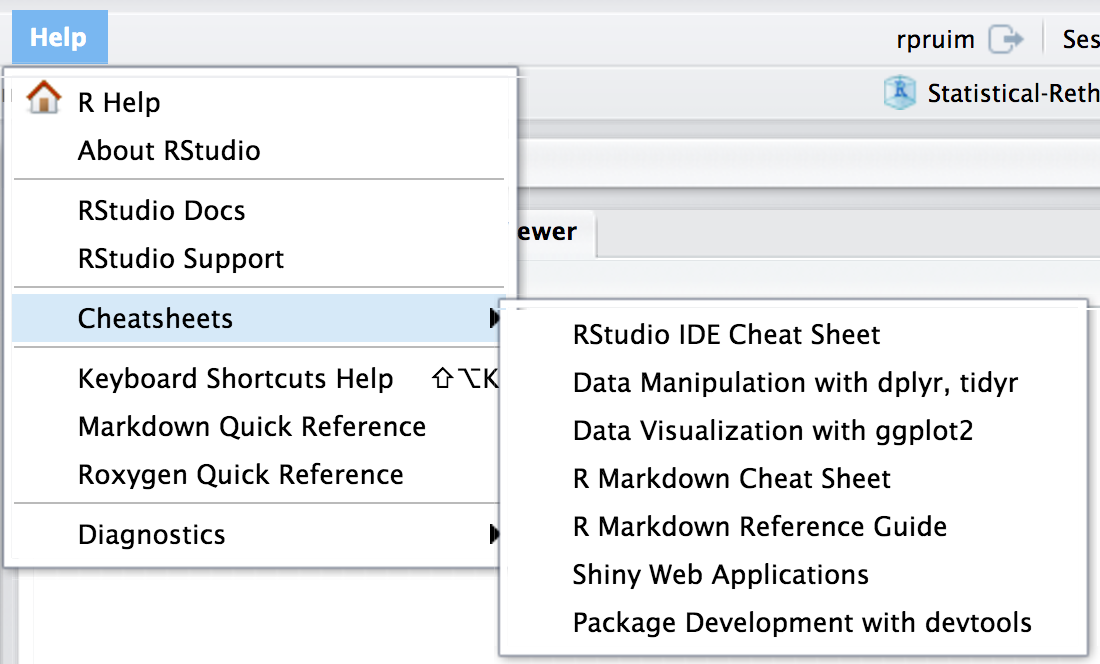 Help
rpruim
Ses
Statistical-Reth
ewer
R Help
About RStudio
RStudio Docs
RStudio Support
Cheatsheets
Keyboard Shortcuts Help ⇧⌥K
Markdown Quick Reference
Roxygen Quick Reference
Diagnostics
RStudio IDE Cheat Sheet
Data Manipulation with dplyr, tidyr
Data Visualization with ggplot2
R Markdown Cheat Sheet
R Markdown Reference Guide
Shiny Web Applications
Package Development with devtools